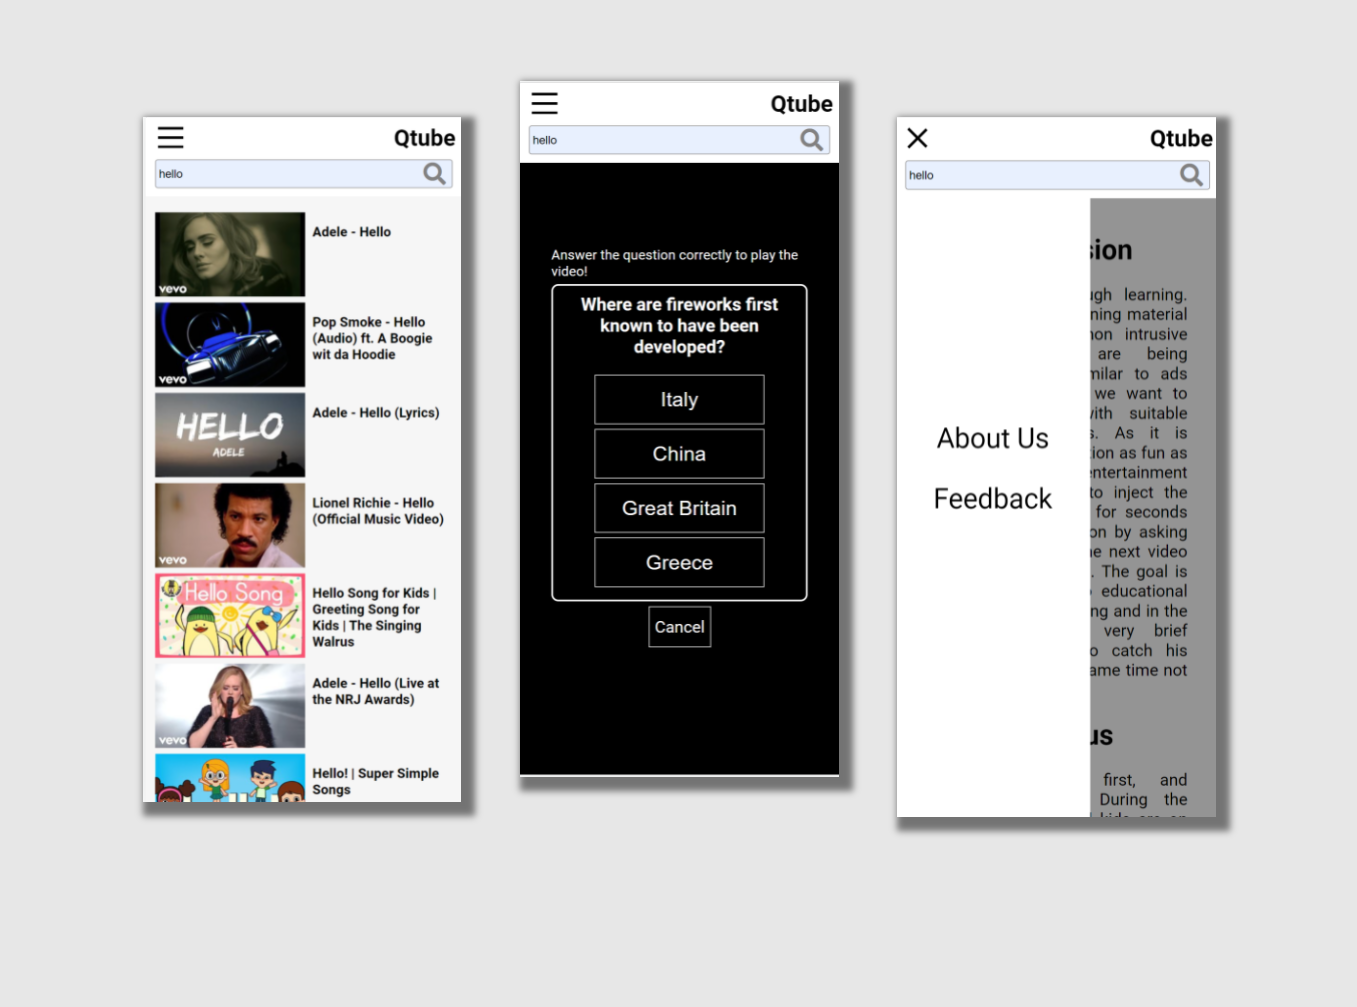 Qtube
hello
Adele - Hello
vevo
Pop Smoke - Hello
(Audio) ft. A Boogie
wit da Hoodie
vevo
Adele - Hello (Lyrics)
HELLO
ADELE
Lionel Richie - Hello
(Official Music Video)
vevo
Hello Song
Hello Song for Kids |
Greeting Song for
Kids | The Singing
Walrus
Adele - Hello (Live at
the NRJ Awards)
vevo
Hello! | Super Simple
Songs
Qtube
hello
Answer the question correctly to play the
video!
Where are fireworks first
known to have been
developed?
Italy
China
Great Britain
Greece
Cancel
Qtube
hello
About Us
Feedback
sion
ugh learning.
ning material
non intrusive
are being
milar to ads
we want to
with suitable
s. As it is
tion as fun as
entertainment
to inject the
for seconds
on by asking
he next video
. The goal is
educational
ng and in the
very brief
o catch his
ame time not
us
first, and
During the